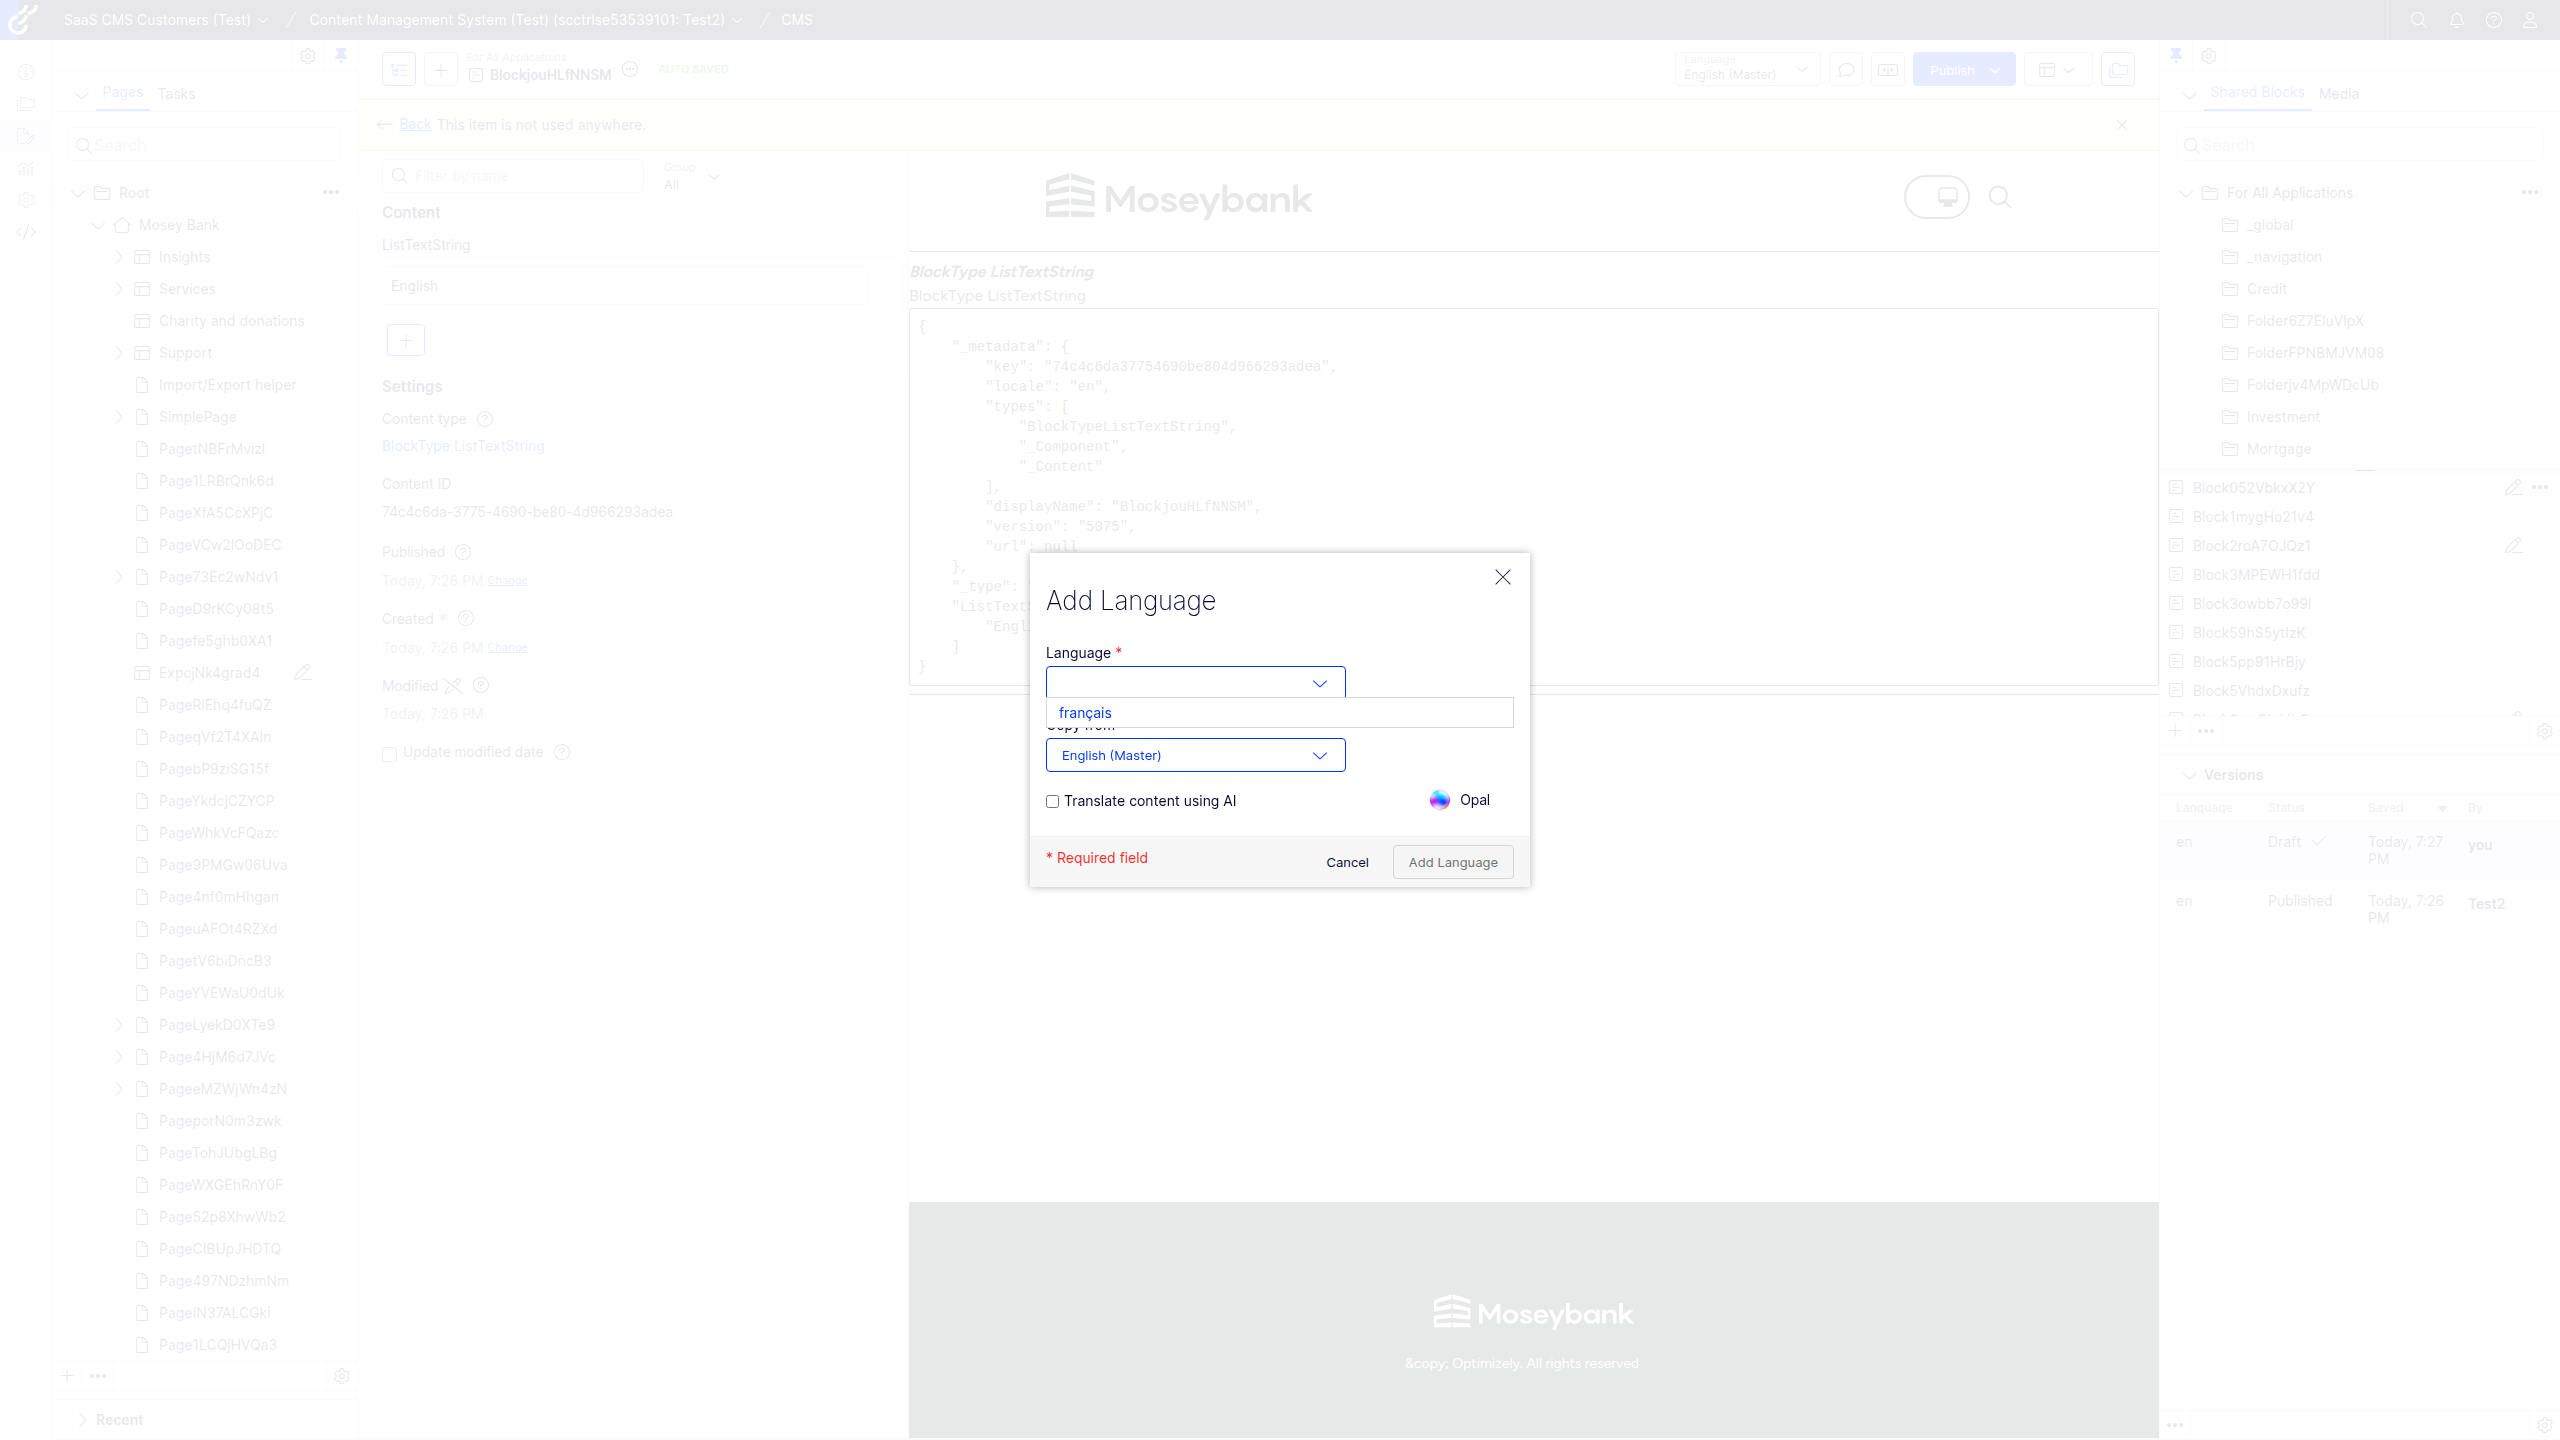 SaaS CMS Customers (Test) / Content Management System (Test) (scctrlse53539101: Test2) / CMS
Pages Tasks
Search
Root
Mosey Bank
Insights
Services
Charity and donations
Support
Import/Export helper
SimplePage
PagetNBFrMvizI
Page1LRBrQnk6d
PageXfA5CcXPjC
PageVCw2lOoDEC
Page73Ec2wNdv1
PageD9rKCy08t5
Pagefe5ghb0XA1
ExpcjNk4grad4
PageRlEhq4fuQZ
PageqVf2T4XAln
PagebP9ziSG15f
PageYkdcjCZYCP
PageWhkVcFQazc
Page9PMGw06Uva
Page4nf0mHhgan
PageuAFOt4RZXd
PagetV6biDncB3
PageYVEWaU0dUk
PageLyekD0XTe9
Page4HjM6d7JVc
PageeMZWjWn4zN
PageporN0m3zwk
PageTohJUbgLBg
PageWXGEhRnY0F
Page52p8XhwWb2
PageCIBUpJHDTQ
Page497NDzhmNm
PageIN37ALCGki
Page1LCQjHVQa3
Recent
For All Applications
BlockjouHLfNNSM
AUTO SAVED
Language
English (Master)
Publish
Back This item is not used anywhere.
Filter by name
Group
All
Content
ListTextString
English
Settings
Content type
BlockType ListTextString
Content ID
74c4c6da-3775-4690-be80-4d966293adea
Published
Today, 7:26 PM Change
Created *
Today, 7:26 PM Change
Modified
Today, 7:26 PM
Update modified date
Moseybank
BlockType ListTextString
BlockType ListTextString
{
"_metadata": {
"key": "74c4c6da37754690be804d966293adea",
"locale": "en",
"types": [
"BlockTypeListTextString",
"_Component",
"_Content"
],
"displayName": "BlockjouHLfNNSM",
"version": "5075",
"url": null
},
"_type": 
"ListTextS
"Engl
]
}
Add Language
Language *
français
Copy from
English (Master)
Translate content using AI
Opal
* Required field
Cancel
Add Language
Moseybank
&copy; Optimizely. All rights reserved
Shared Blocks Media
Search
For All Applications
_global
_navigation
Credit
Folder6Z7EluVlpX
FolderFPNBMJVM08
Folderjv4MpWDcUb
Investment
Mortgage
Block052VbkxX2Y
Block1mygHo21v4
Block2roA7OJQz1
Block3MPEWH1fdd
Block3owbb7o99l
Block59hS5ytIzK
Block5pp91HrBjy
Block5VhdxDxufz
Versions
Language Status Saved By
en Draft Today, 7:27 PM you
en Published Today, 7:26 PM Test2